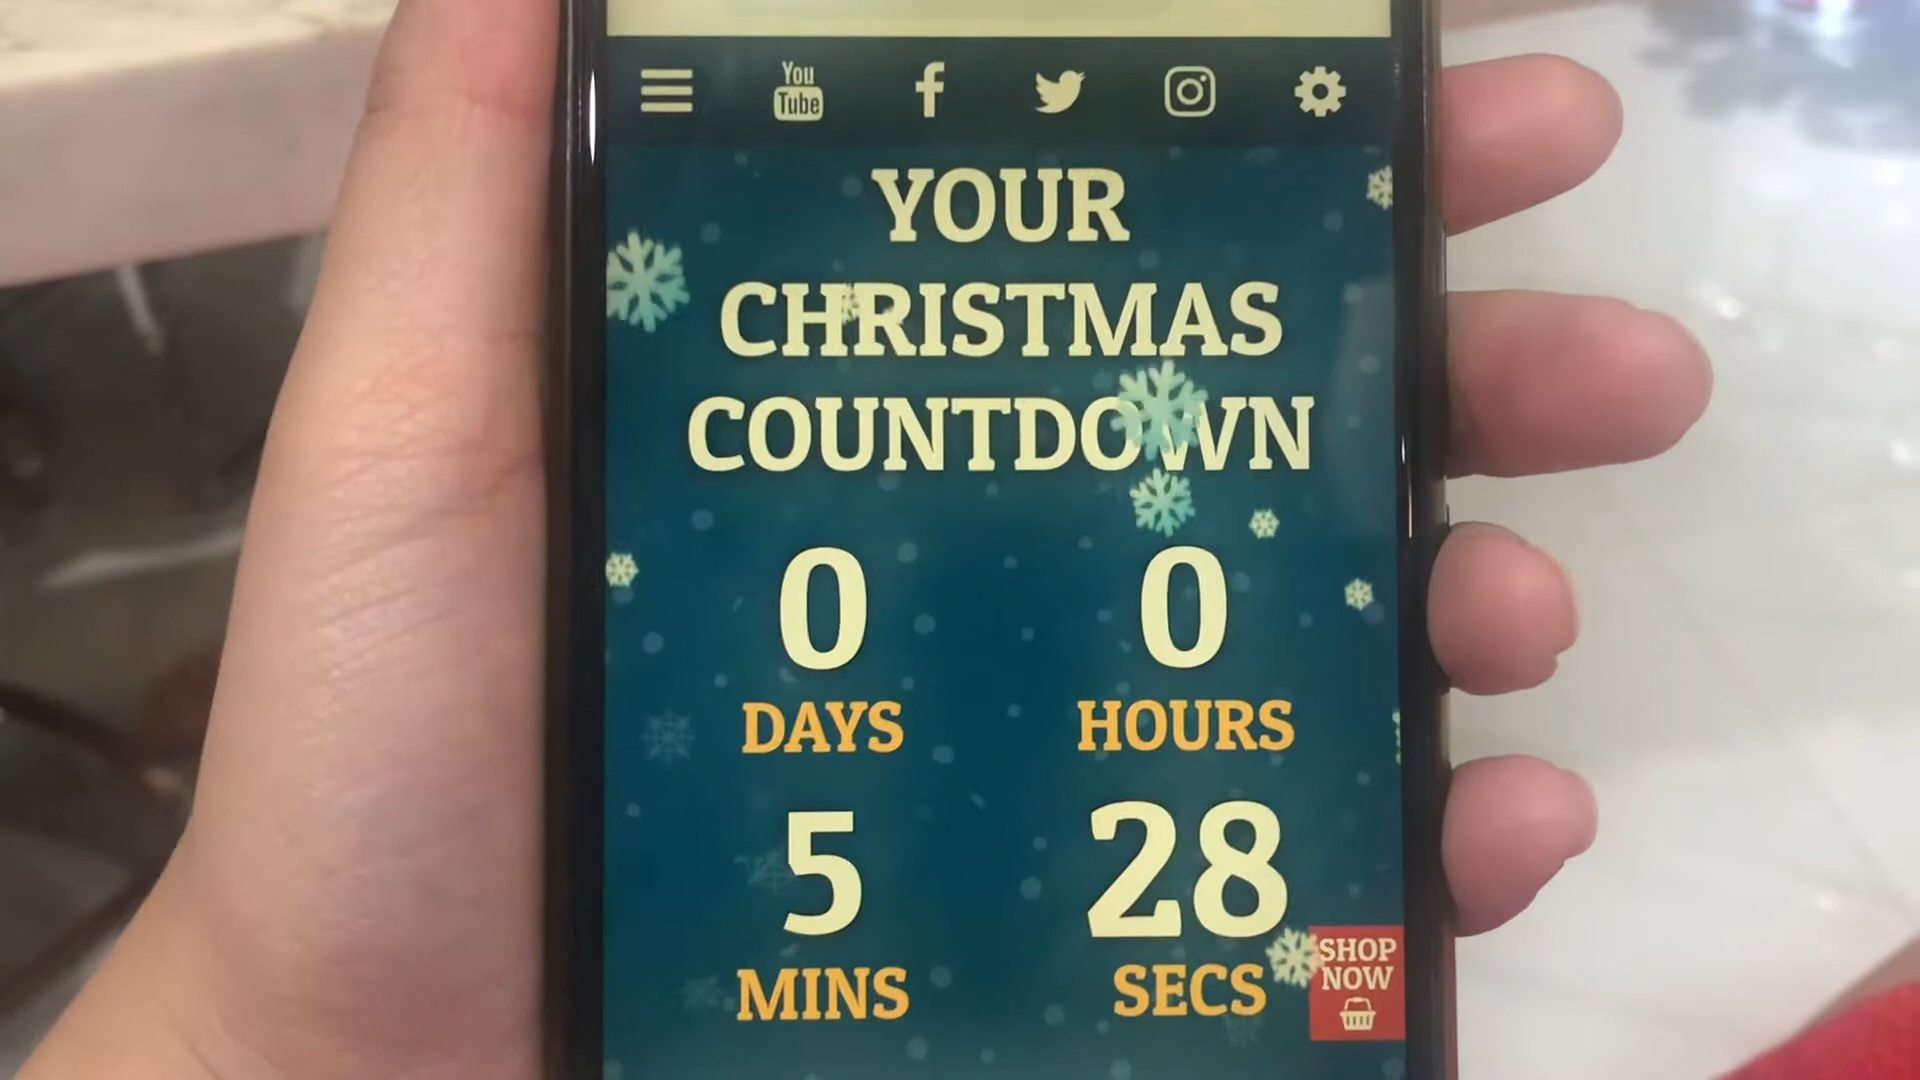 You
Tube
YOUR
CHRISTMAS
COUNTDOWN
0 0
DAYS HOURS
5 28
MINS SECS
SHOP
NOW